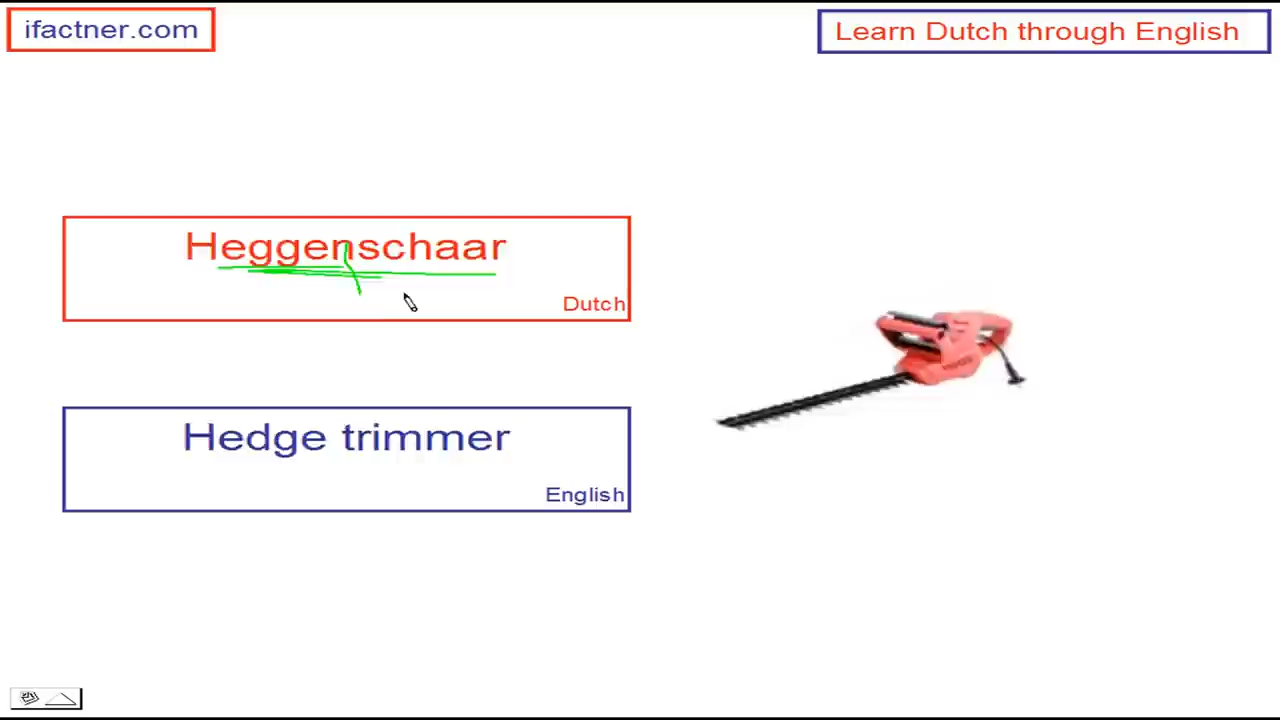 ifactner.com
Learn Dutch through English
Heggenschaar
Dutch
Hedge trimmer
English